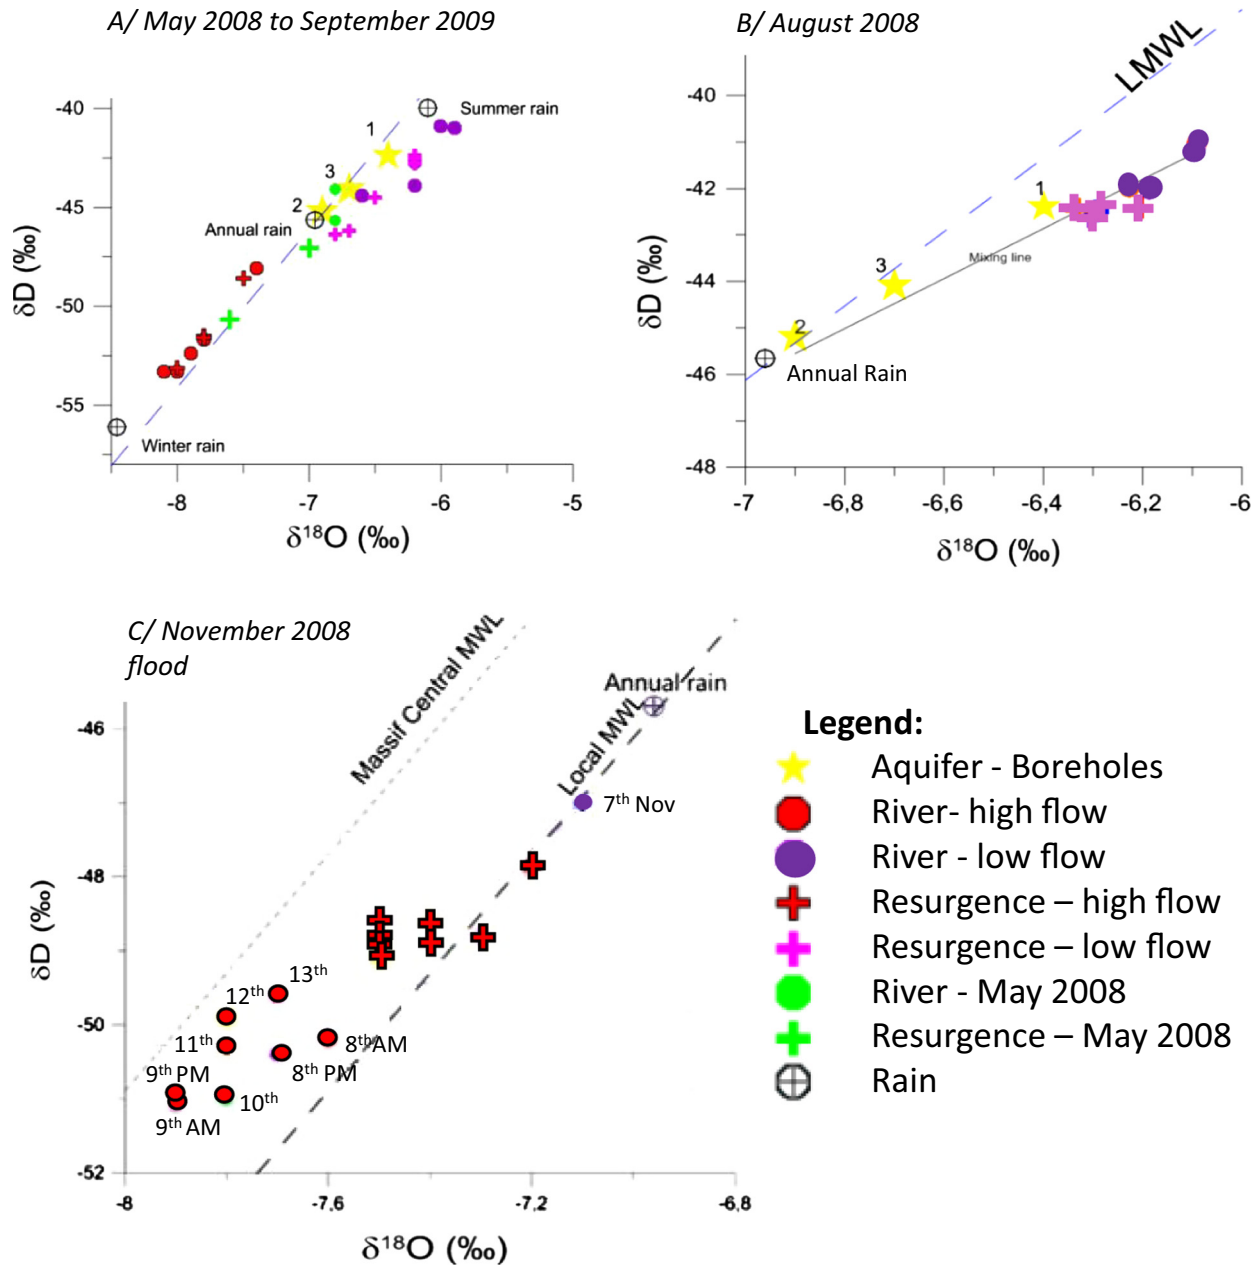 A/ May 2008 to September 2009
-40
-45
-50
-55
δD (‰)
Summer rain
1
3
2
Annual rain
Winter rain
-8
-7
-6
-5
δ¹⁸O (‰)
B/ August 2008
LMWL
-40
-42
-44
-46
-48
δD (‰)
1
3
2
Mixing line
Annual Rain
-7
-6,8
-6,6
-6,4
-6,2
-6
δ¹⁸O (‰)
C/ November 2008
flood
Massif Central MWL
Local MWL
Annual rain
-46
-48
-50
-52
δD (‰)
7th Nov
13th
12th
11th
8th AM
8th PM
9th PM
10th
9th AM
-8
-7,6
-7,2
-6,8
δ¹⁸O (‰)
Legend:
Aquifer - Boreholes
River- high flow
River - low flow
Resurgence – high flow
Resurgence – low flow
River - May 2008
Resurgence – May 2008
Rain